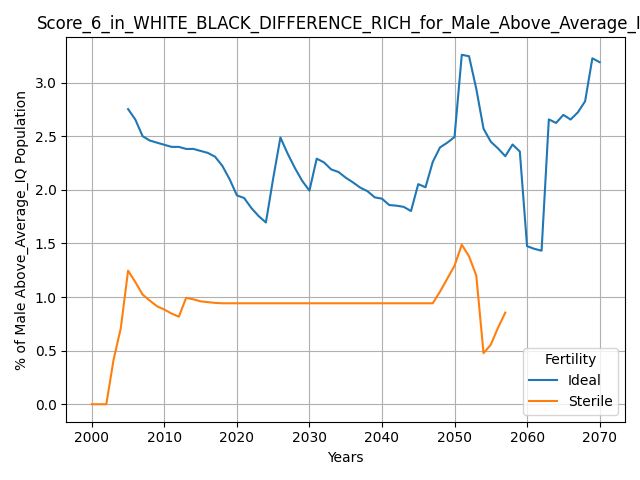 Score_6_in_WHITE_BLACK_DIFFERENCE_RICH_for_Male_Above_Average_I
% of Male Above_Average_IQ Population
3.0
2.5
2.0
1.5
1.0
0.5
0.0
Fertility
Ideal
Sterile
2000 2010 2020 2030 2040 2050 2060 2070
Years